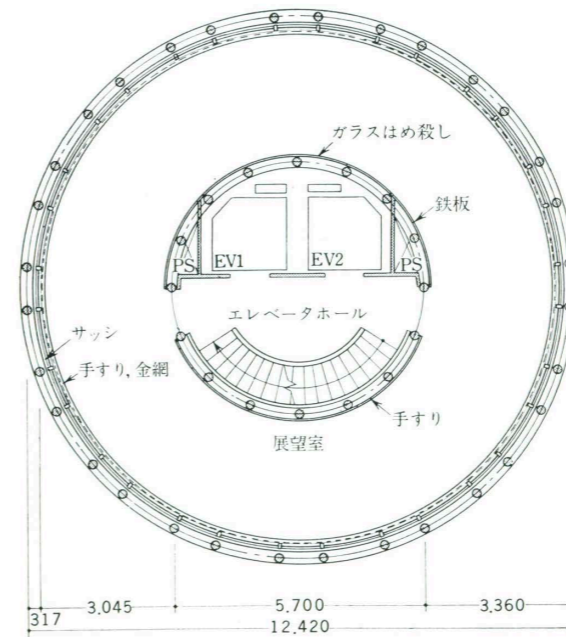 ガラスはめ殺し
鉄板
PS
EV1
EV2
PS
エレベータホール
サッシ
手すり, 金網
手すり
展望室
317
3,045
5,700
3,360
12,420